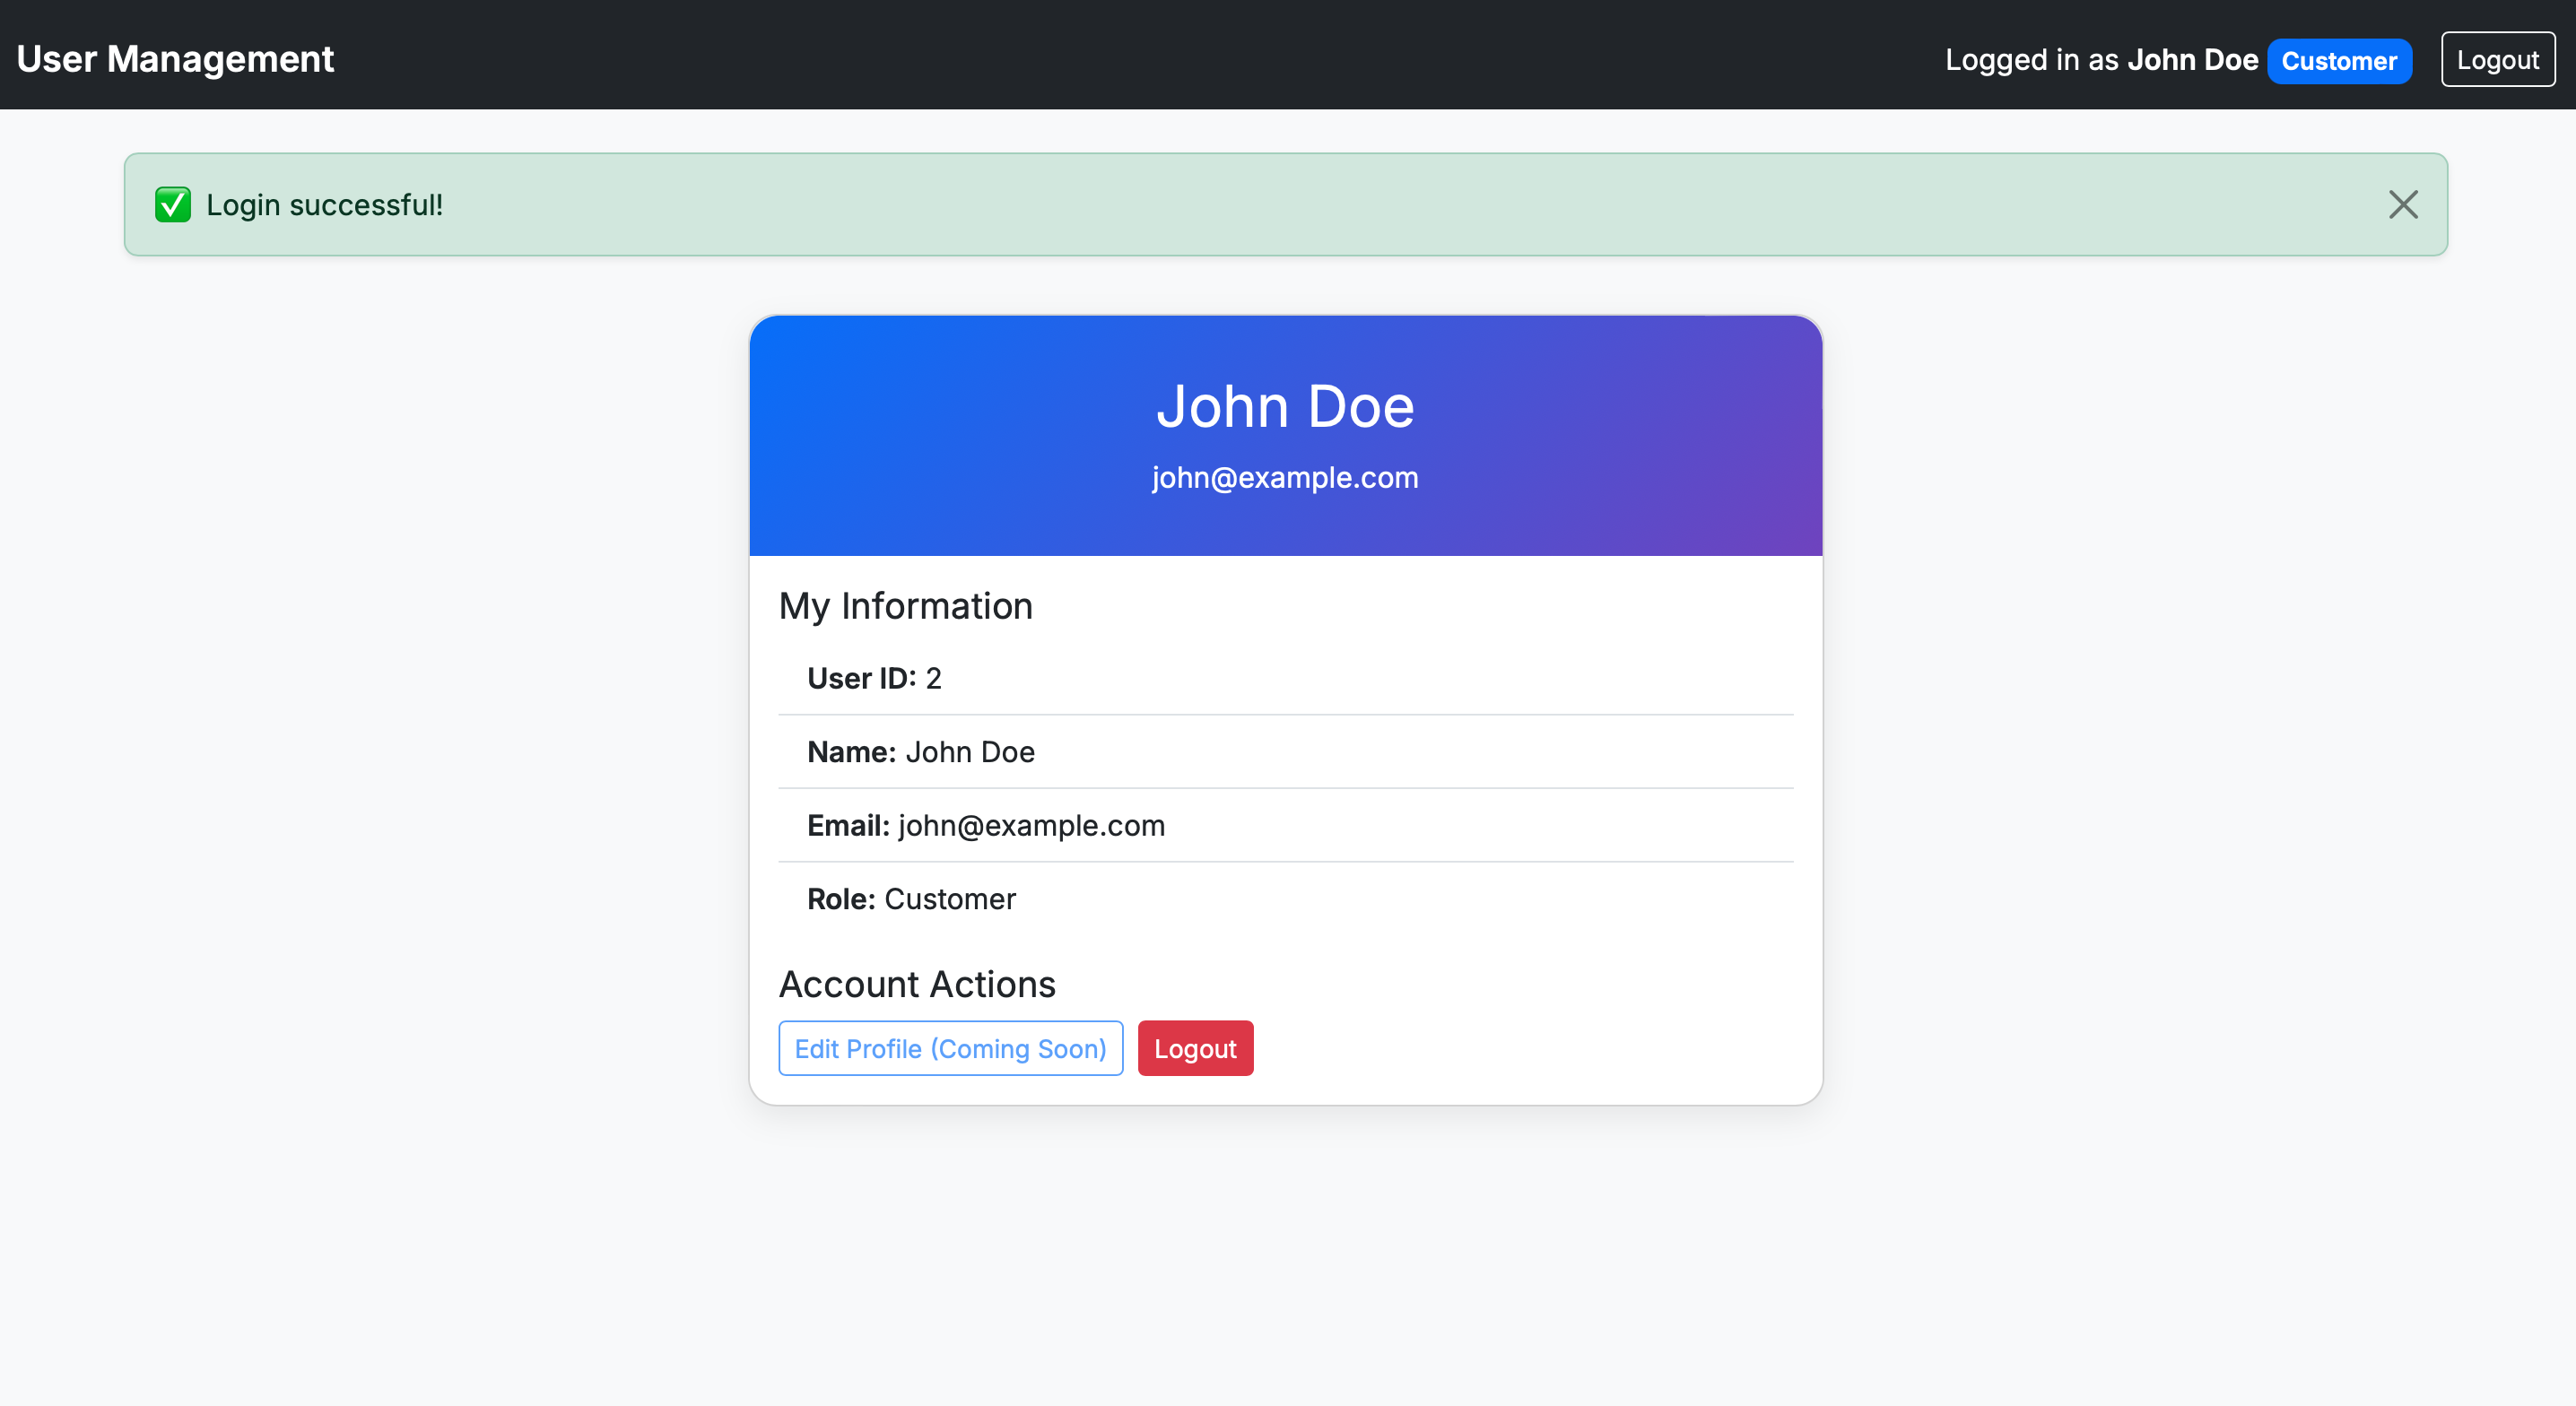 User Management
Logged in as John Doe Customer Logout
✅ Login successful!
John Doe
john@example.com
My Information
User ID: 2
Name: John Doe
Email: john@example.com
Role: Customer
Account Actions
Edit Profile (Coming Soon) Logout